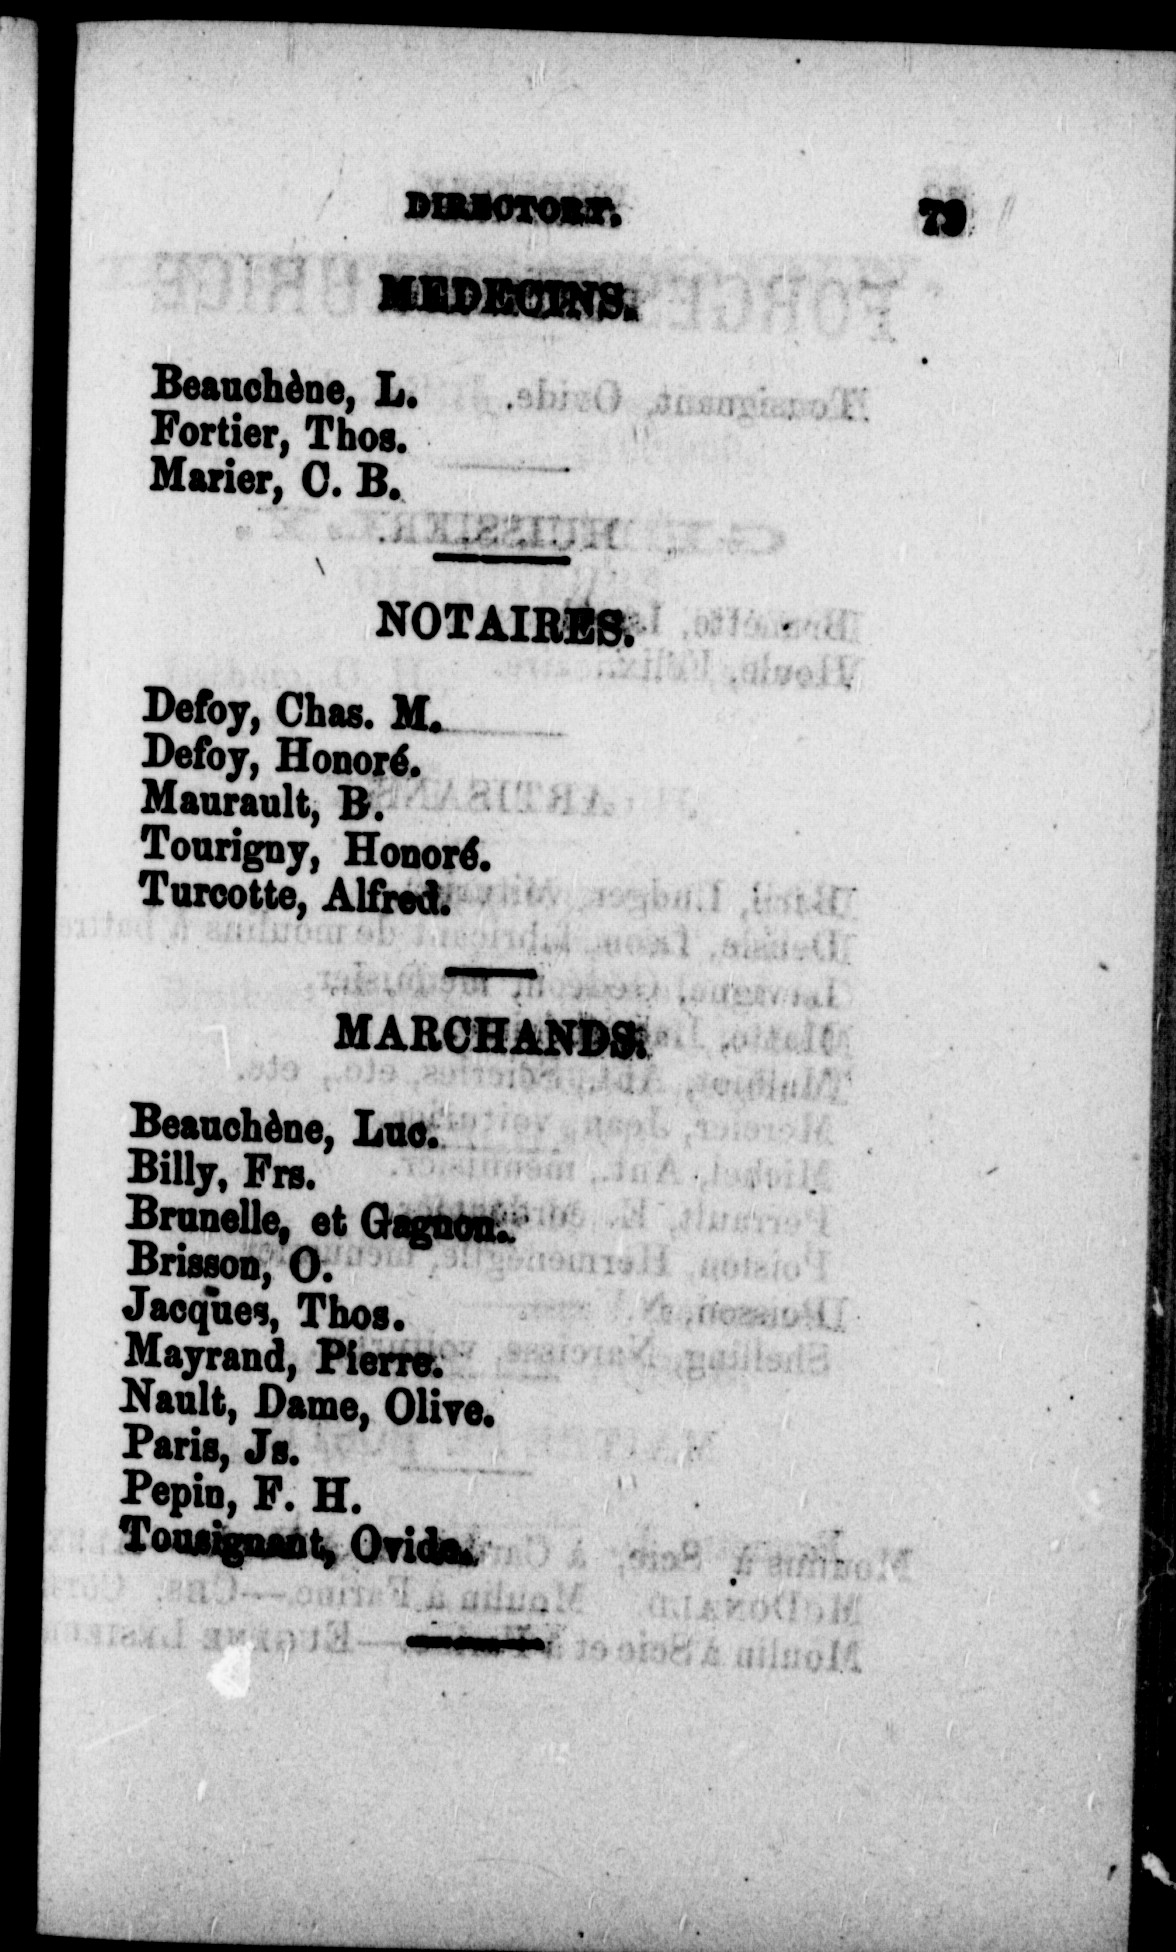 DIRECTORY. 79
MEDECINS.
Beauchène, L.
Fortier, Thos.
Marier, C. B.
NOTAIRES.
Defoy, Chas. M.
Defoy, Honoré.
Maurault, B.
Tourigny, Honoré.
Turcotte, Alfred.
MARCHANDS.
Beauchène, Luc.
Billy, Frs.
Brunelle, et Gagnon.
Brisson, O.
Jacques, Thos.
Mayrand, Pierre.
Nault, Dame, Olive.
Paris, Js.
Pepin, F. H.
Tousignant, Ovide.